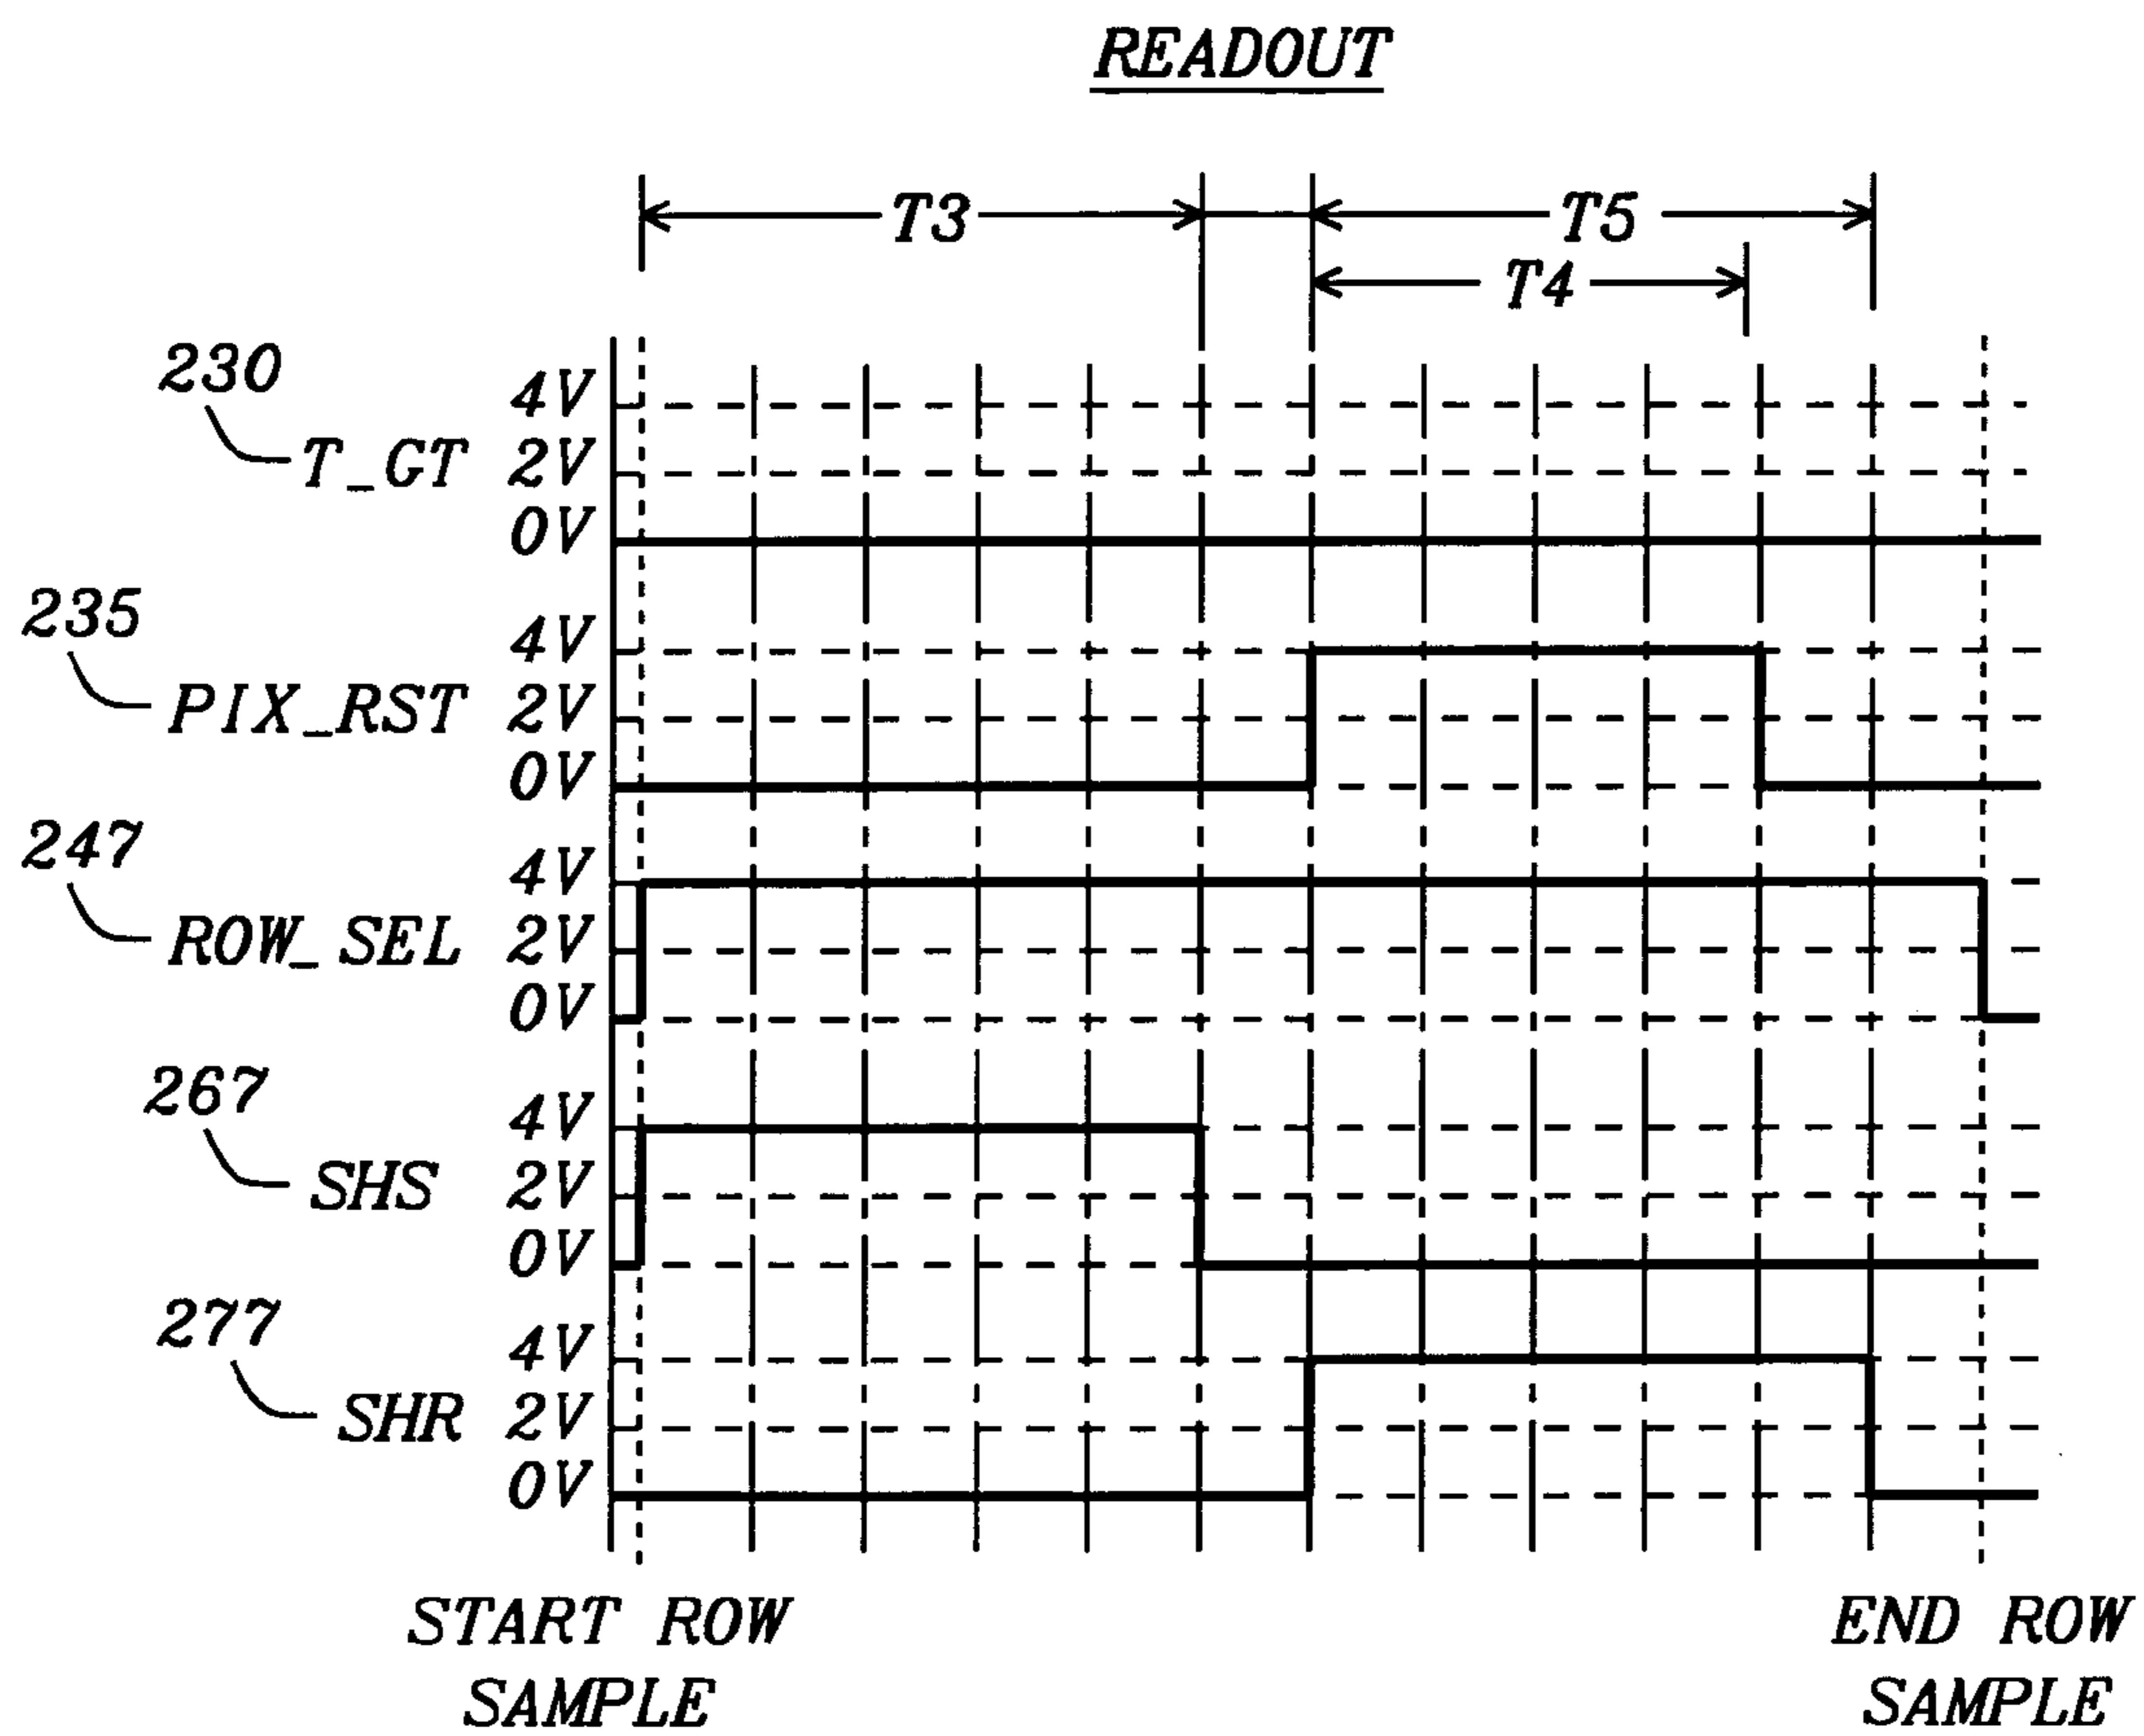 READOUT
T3
T5
T4
230
T_GT
4V
2V
0V
235
PIX_RST
4V
2V
0V
247
ROW_SEL
4V
2V
0V
267
SHS
4V
2V
0V
277
SHR
4V
2V
0V
START ROW
SAMPLE
END ROW
SAMPLE